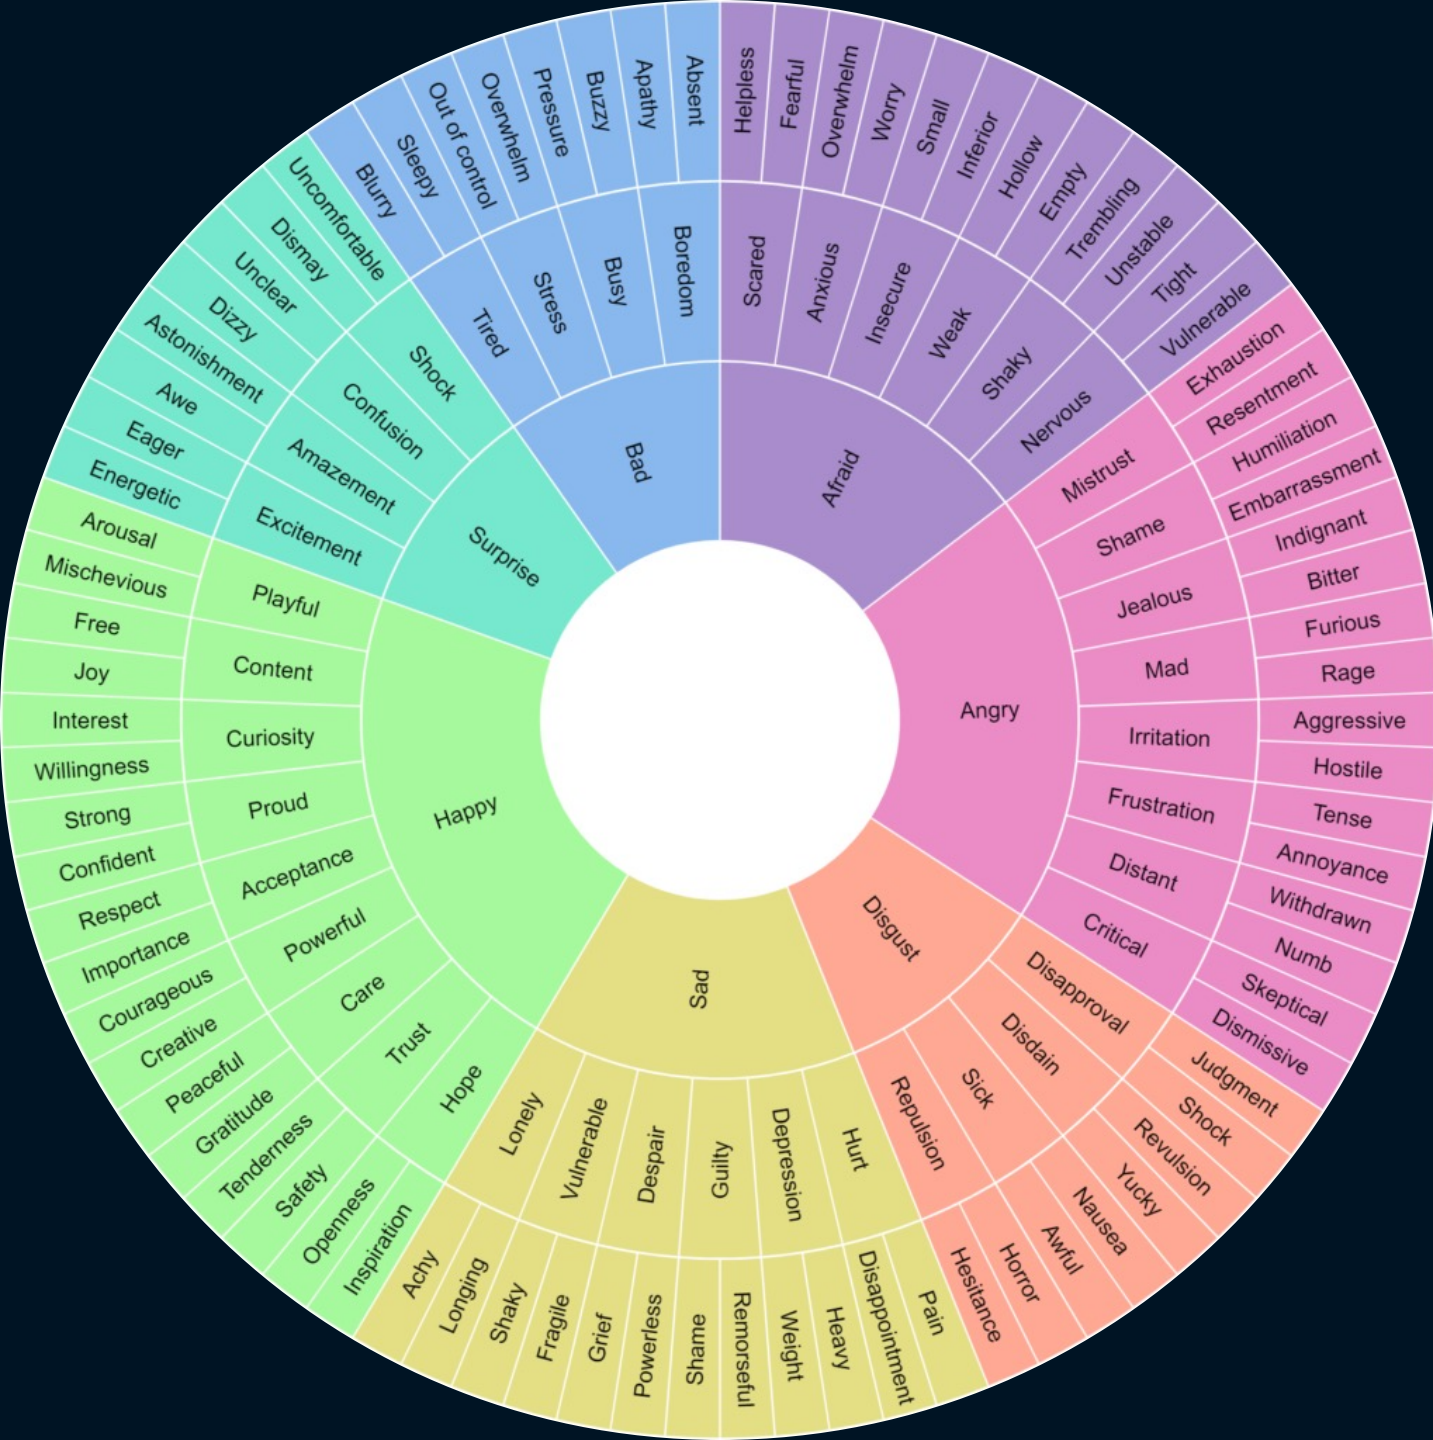 Afraid
Angry
Disgust
Sad
Happy
Surprise
Bad
Scared
Anxious
Insecure
Weak
Shaky
Nervous
Mistrust
Shame
Jealous
Mad
Irritation
Frustration
Distant
Critical
Disapproval
Disdain
Sick
Repulsion
Hurt
Depression
Guilty
Despair
Vulnerable
Lonely
Hope
Trust
Care
Powerful
Acceptance
Proud
Curiosity
Content
Playful
Excitement
Amazement
Confusion
Shock
Tired
Stress
Busy
Boredom
Helpless
Fearful
Overwhelm
Worry
Small
Inferior
Hollow
Empty
Trembling
Unstable
Tight
Vulnerable
Exhaustion
Resentment
Humiliation
Embarrassment
Indignant
Bitter
Furious
Rage
Aggressive
Hostile
Tense
Annoyance
Withdrawn
Numb
Skeptical
Dismissive
Judgment
Shock
Revulsion
Yucky
Nausea
Awful
Horror
Hesitance
Pain
Disappointment
Heavy
Weight
Remorseful
Shame
Powerless
Grief
Fragile
Shaky
Longing
Achy
Inspiration
Openness
Safety
Tenderness
Gratitude
Peaceful
Creative
Courageous
Importance
Respect
Confident
Strong
Willingness
Interest
Joy
Free
Mischevious
Arousal
Energetic
Eager
Awe
Astonishment
Dizzy
Unclear
Dismay
Uncomfortable
Blurry
Sleepy
Out of control
Overwhelm
Pressure
Buzzy
Apathy
Absent